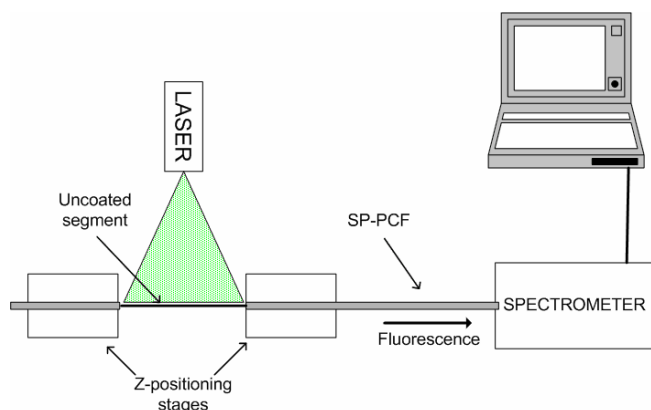 LASER
Uncoated
segment
SP-PCF
SPECTROMETER
Fluorescence
Z-positioning
stages